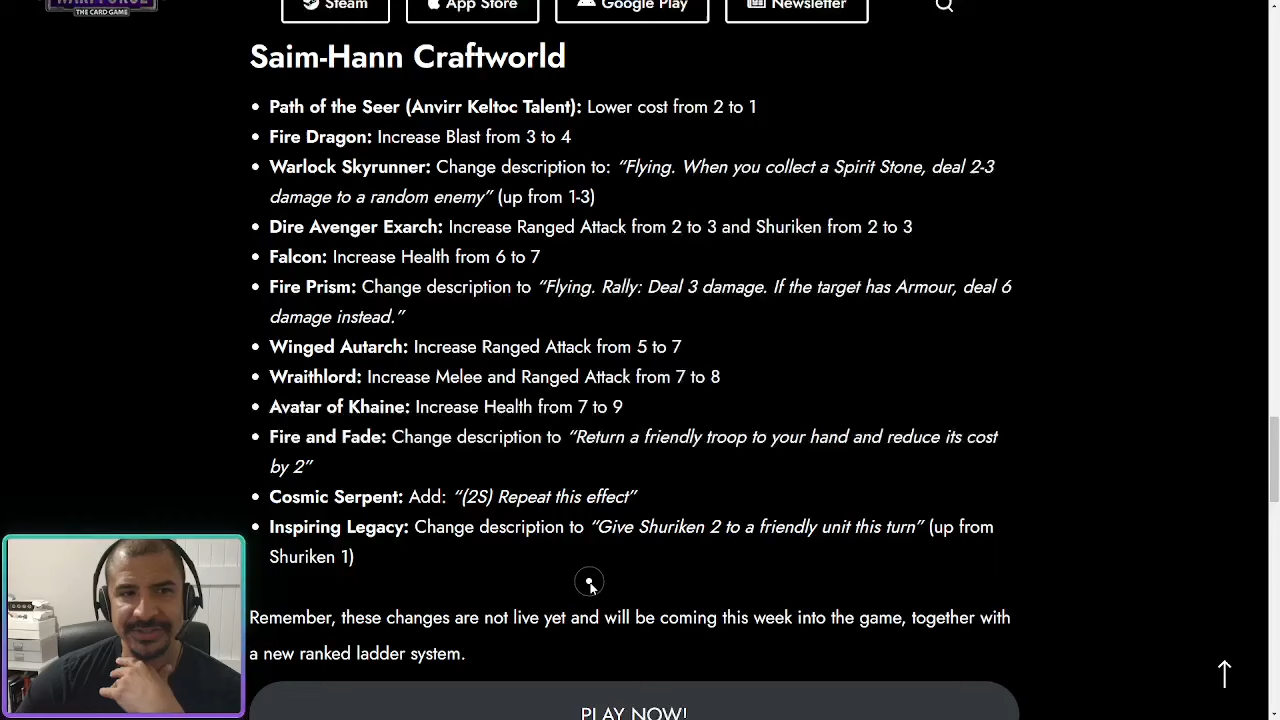 WARPFORGE
THE CARD GAME
Steam
App Store
Google Play
Newsletter
Saim-Hann Craftworld
• Path of the Seer (Anvirr Keltoc Talent): Lower cost from 2 to 1
• Fire Dragon: Increase Blast from 3 to 4
• Warlock Skyrunner: Change description to: “Flying. When you collect a Spirit Stone, deal 2-3
damage to a random enemy” (up from 1-3)
• Dire Avenger Exarch: Increase Ranged Attack from 2 to 3 and Shuriken from 2 to 3
• Falcon: Increase Health from 6 to 7
• Fire Prism: Change description to “Flying. Rally: Deal 3 damage. If the target has Armour, deal 6
damage instead.”
• Winged Autarch: Increase Ranged Attack from 5 to 7
• Wraithlord: Increase Melee and Ranged Attack from 7 to 8
• Avatar of Khaine: Increase Health from 7 to 9
• Fire and Fade: Change description to “Return a friendly troop to your hand and reduce its cost
by 2”
• Cosmic Serpent: Add: “(2S) Repeat this effect”
• Inspiring Legacy: Change description to “Give Shuriken 2 to a friendly unit this turn” (up from
Shuriken 1)
Remember, these changes are not live yet and will be coming this week into the game, together with
a new ranked ladder system.
PLAY NOW!